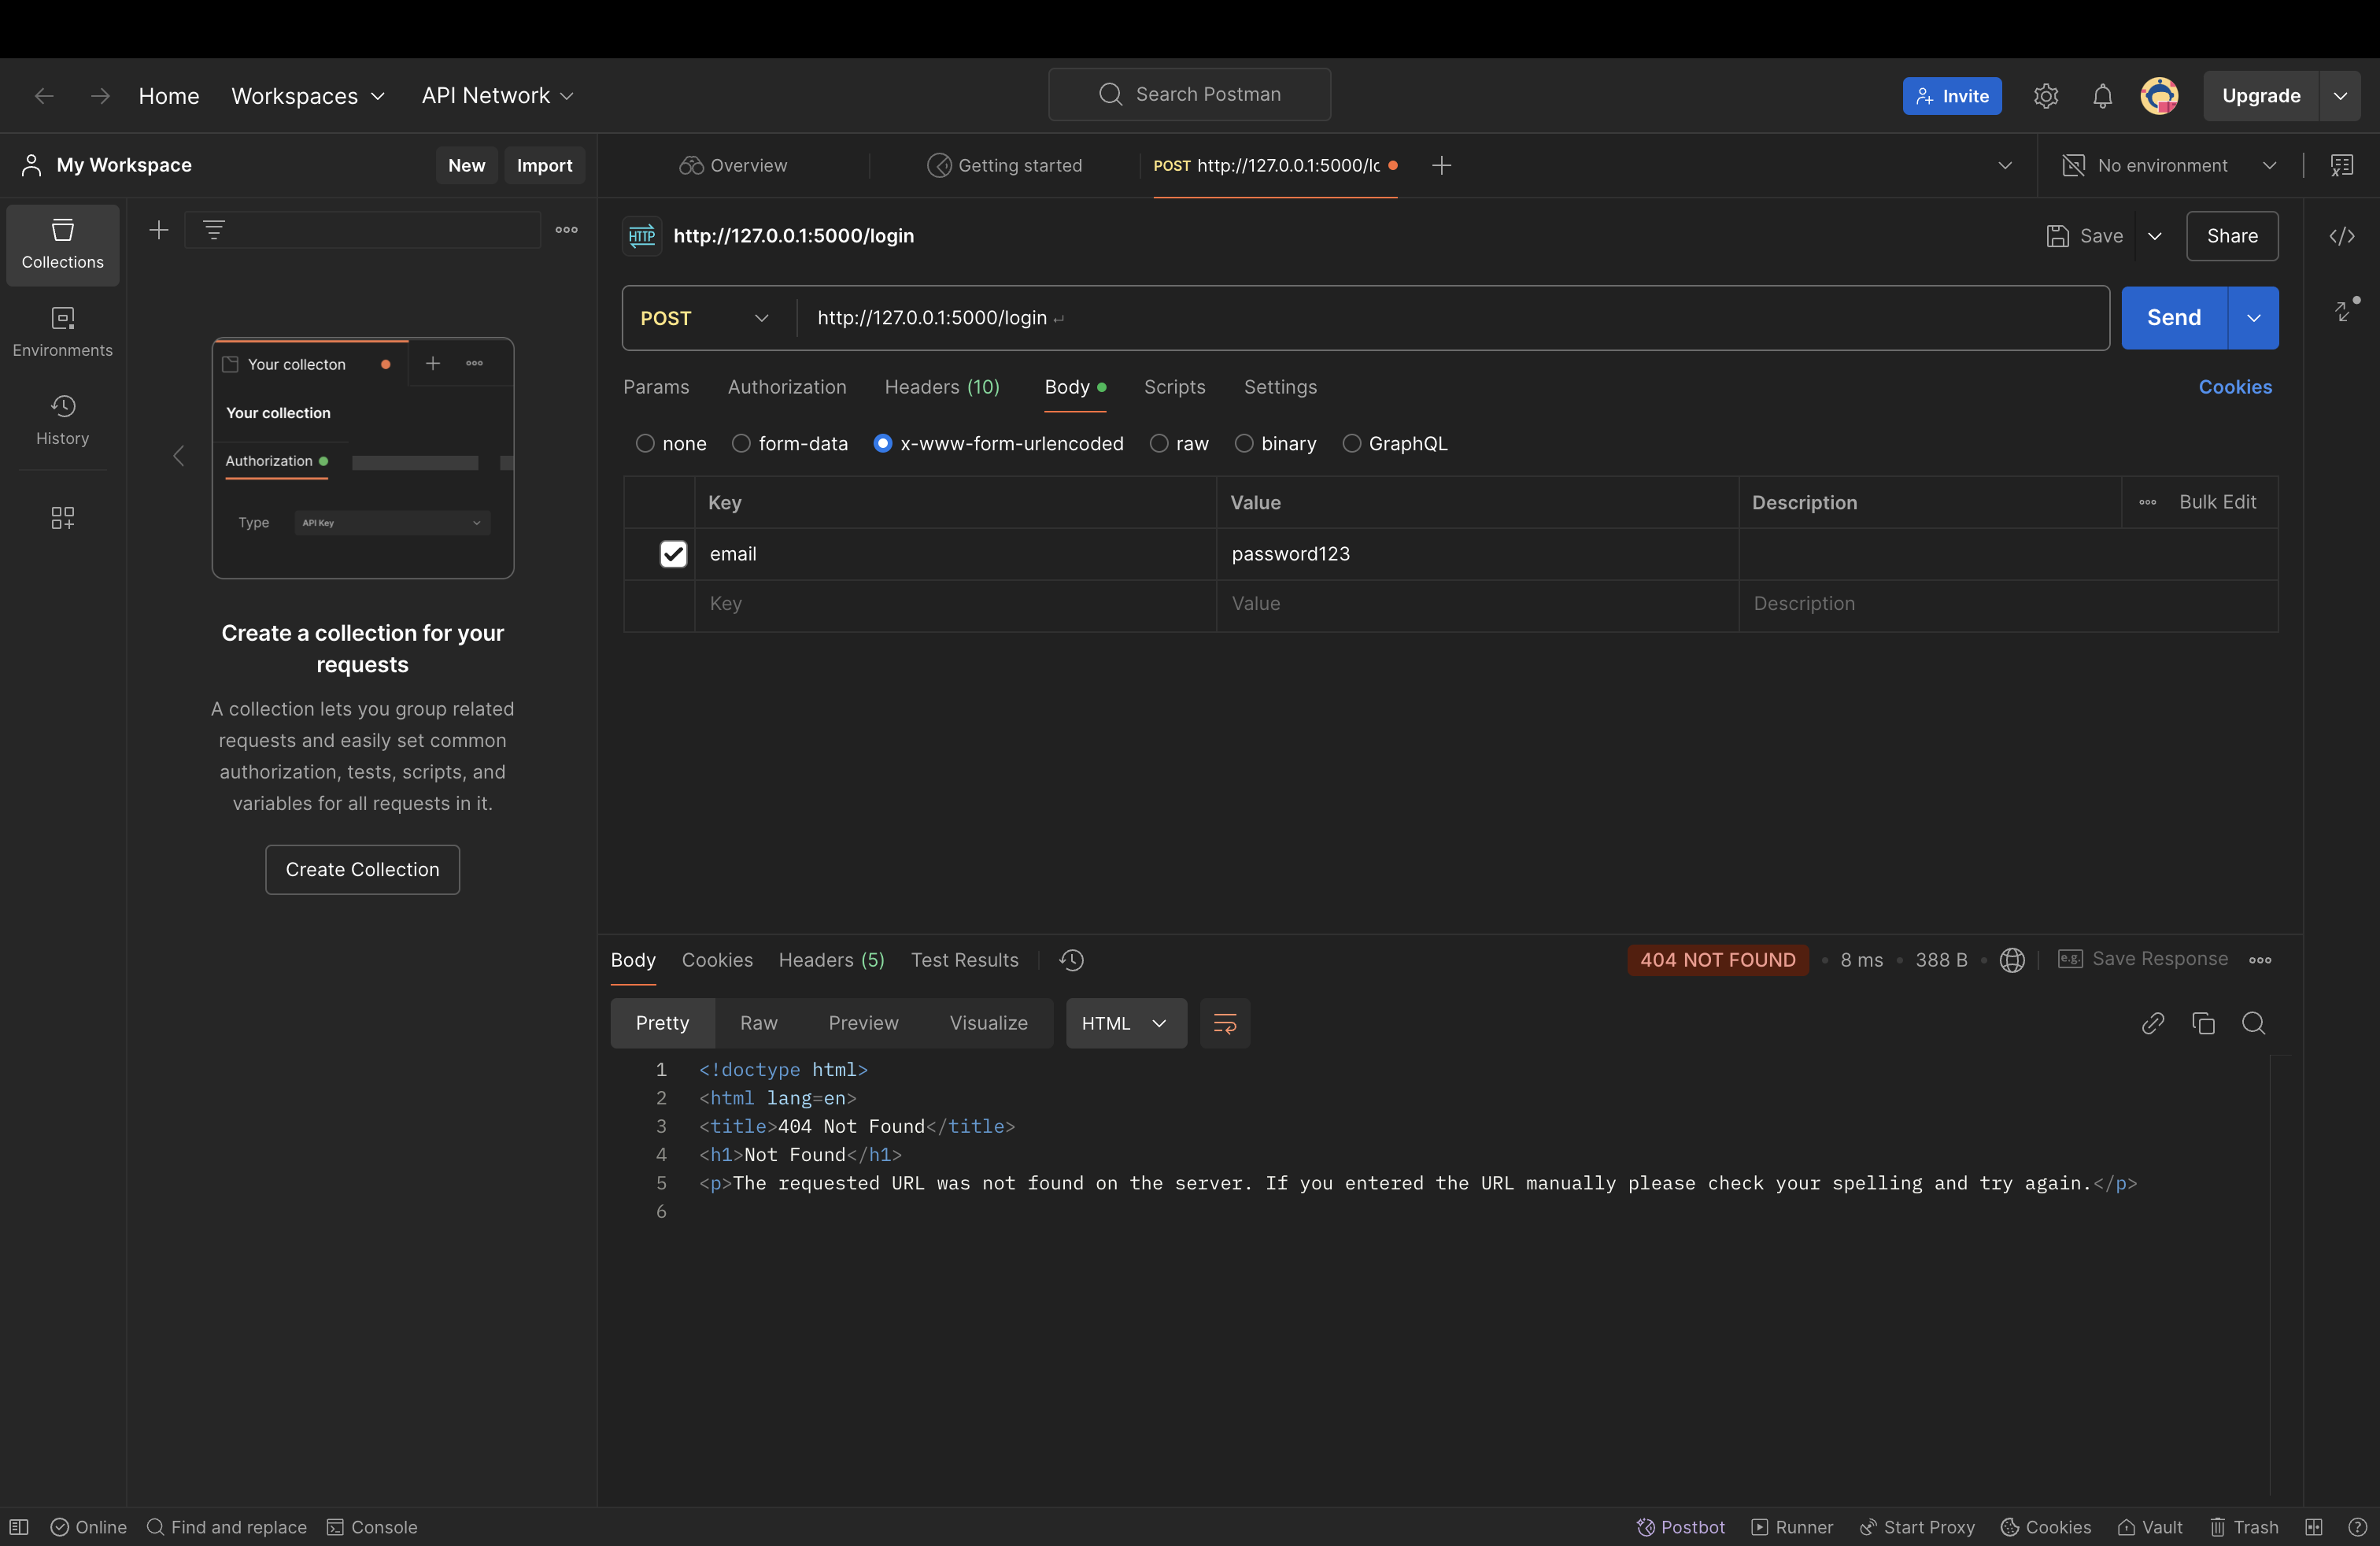 Home Workspaces API Network Search Postman Invite Upgrade
My Workspace New Import Overview Getting started POST http://127.0.0.1:5000/lc No environment
Collections
Environments
History
Your collecton
Your collection
Authorization
Type API Key
Create a collection for your
requests
A collection lets you group related
requests and easily set common
authorization, tests, scripts, and
variables for all requests in it.
Create Collection
HTTP http://127.0.0.1:5000/login Save Share
POST http://127.0.0.1:5000/login Send
Params Authorization Headers (10) Body Scripts Settings Cookies
none form-data x-www-form-urlencoded raw binary GraphQL
Key Value Description Bulk Edit
email password123
Key Value Description
Body Cookies Headers (5) Test Results 404 NOT FOUND 8 ms 388 B e.g. Save Response
Pretty Raw Preview Visualize HTML
1 <!doctype html>
2 <html lang=en>
3 <title>404 Not Found</title>
4 <h1>Not Found</h1>
5 <p>The requested URL was not found on the server. If you entered the URL manually please check your spelling and try again.</p>
6
Online Find and replace Console Postbot Runner Start Proxy Cookies Vault Trash